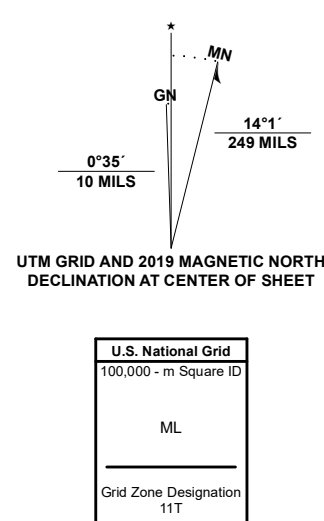 MN
GN
14°1´
249 MILS
0°35´
10 MILS
UTM GRID AND 2019 MAGNETIC NORTH
DECLINATION AT CENTER OF SHEET
U.S. National Grid
100,000 - m Square ID
ML
Grid Zone Designation
11T